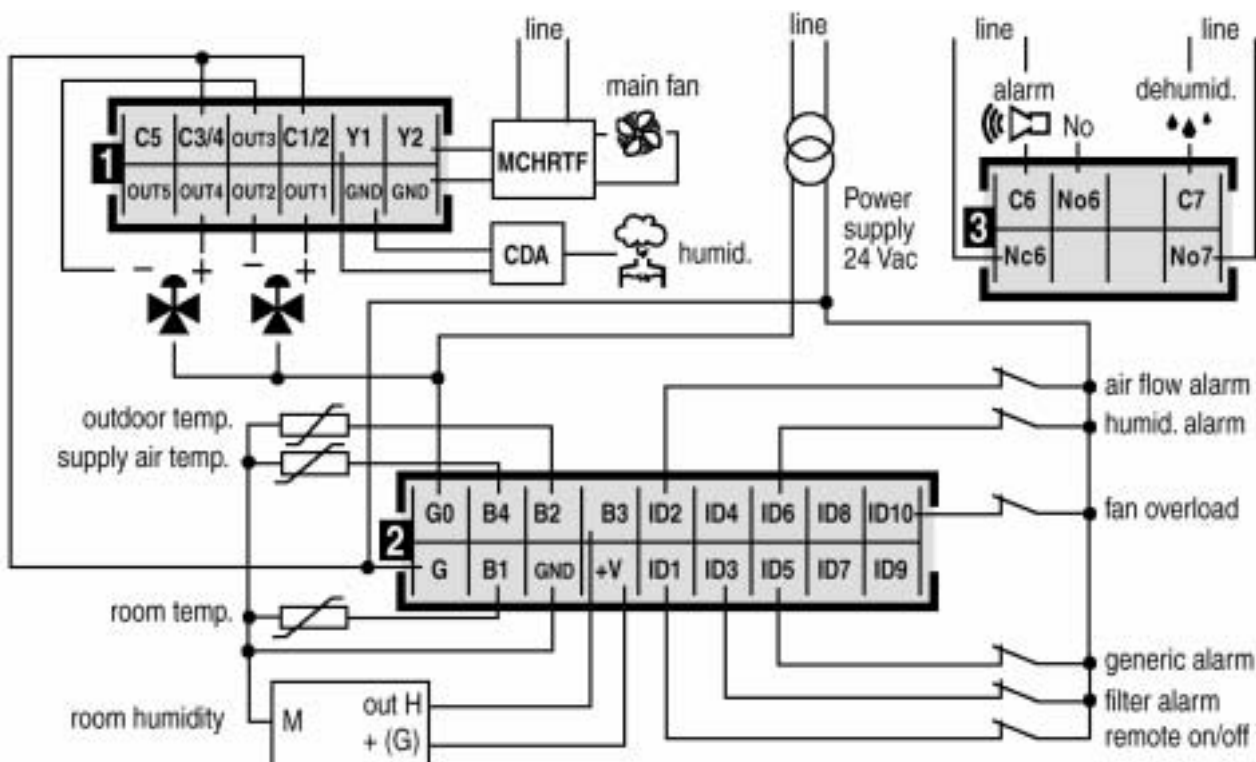 line
line
line
line
main fan
alarm
dehumid.
No
1
C5 C3/4 OUT3 C1/2 Y1 Y2
OUT5 OUT4 OUT2 OUT1 GND GND
MCHRTF
CDA
humid.
Power
supply
24 Vac
3
C6 No6 C7
Nc6 No7
− + − +
outdoor temp.
supply air temp.
air flow alarm
humid. alarm
fan overload
2
G0 B4 B2 B3 ID2 ID4 ID6 ID8 ID10
G B1 GND +V ID1 ID3 ID5 ID7 ID9
room temp.
generic alarm
filter alarm
remote on/off
room humidity
M
out H
+ (G)